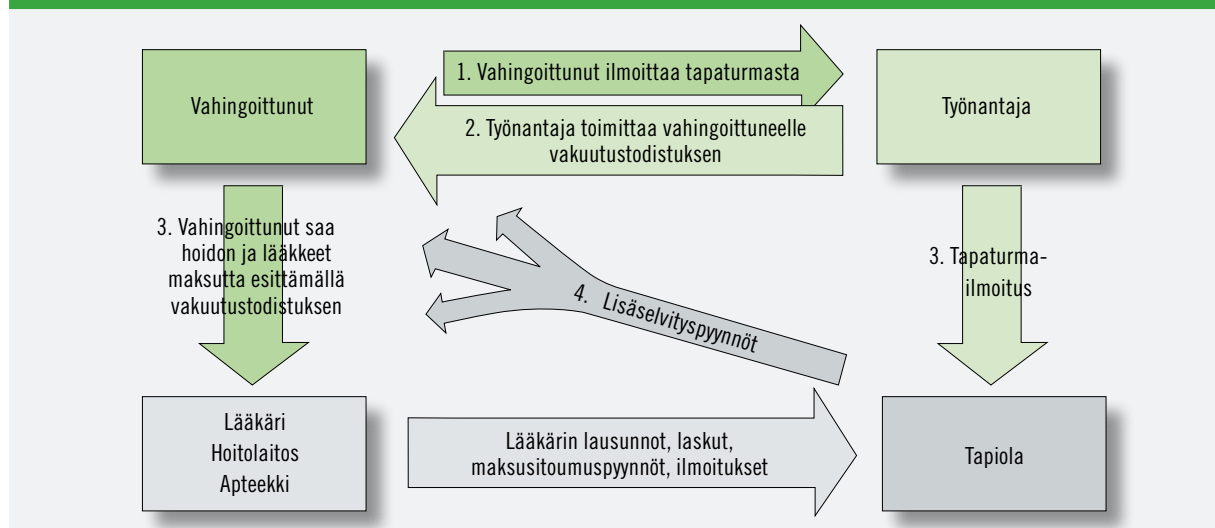 Vahingoittunut
1. Vahingoittunut ilmoittaa tapaturmasta
2. Työnantaja toimittaa vahingoittuneelle
vakuutustodistuksen
Työnantaja
3. Vahingoittunut saa
hoidon ja lääkkeet
maksutta esittämällä
vakuutustodistuksen
4. Lisäselvityspyynnöt
3. Tapaturma-
ilmoitus
Lääkäri
Hoitolaitos
Apteekki
Lääkärin lausunnot, laskut,
maksusitoumuspyynnöt, ilmoitukset
Tapiola